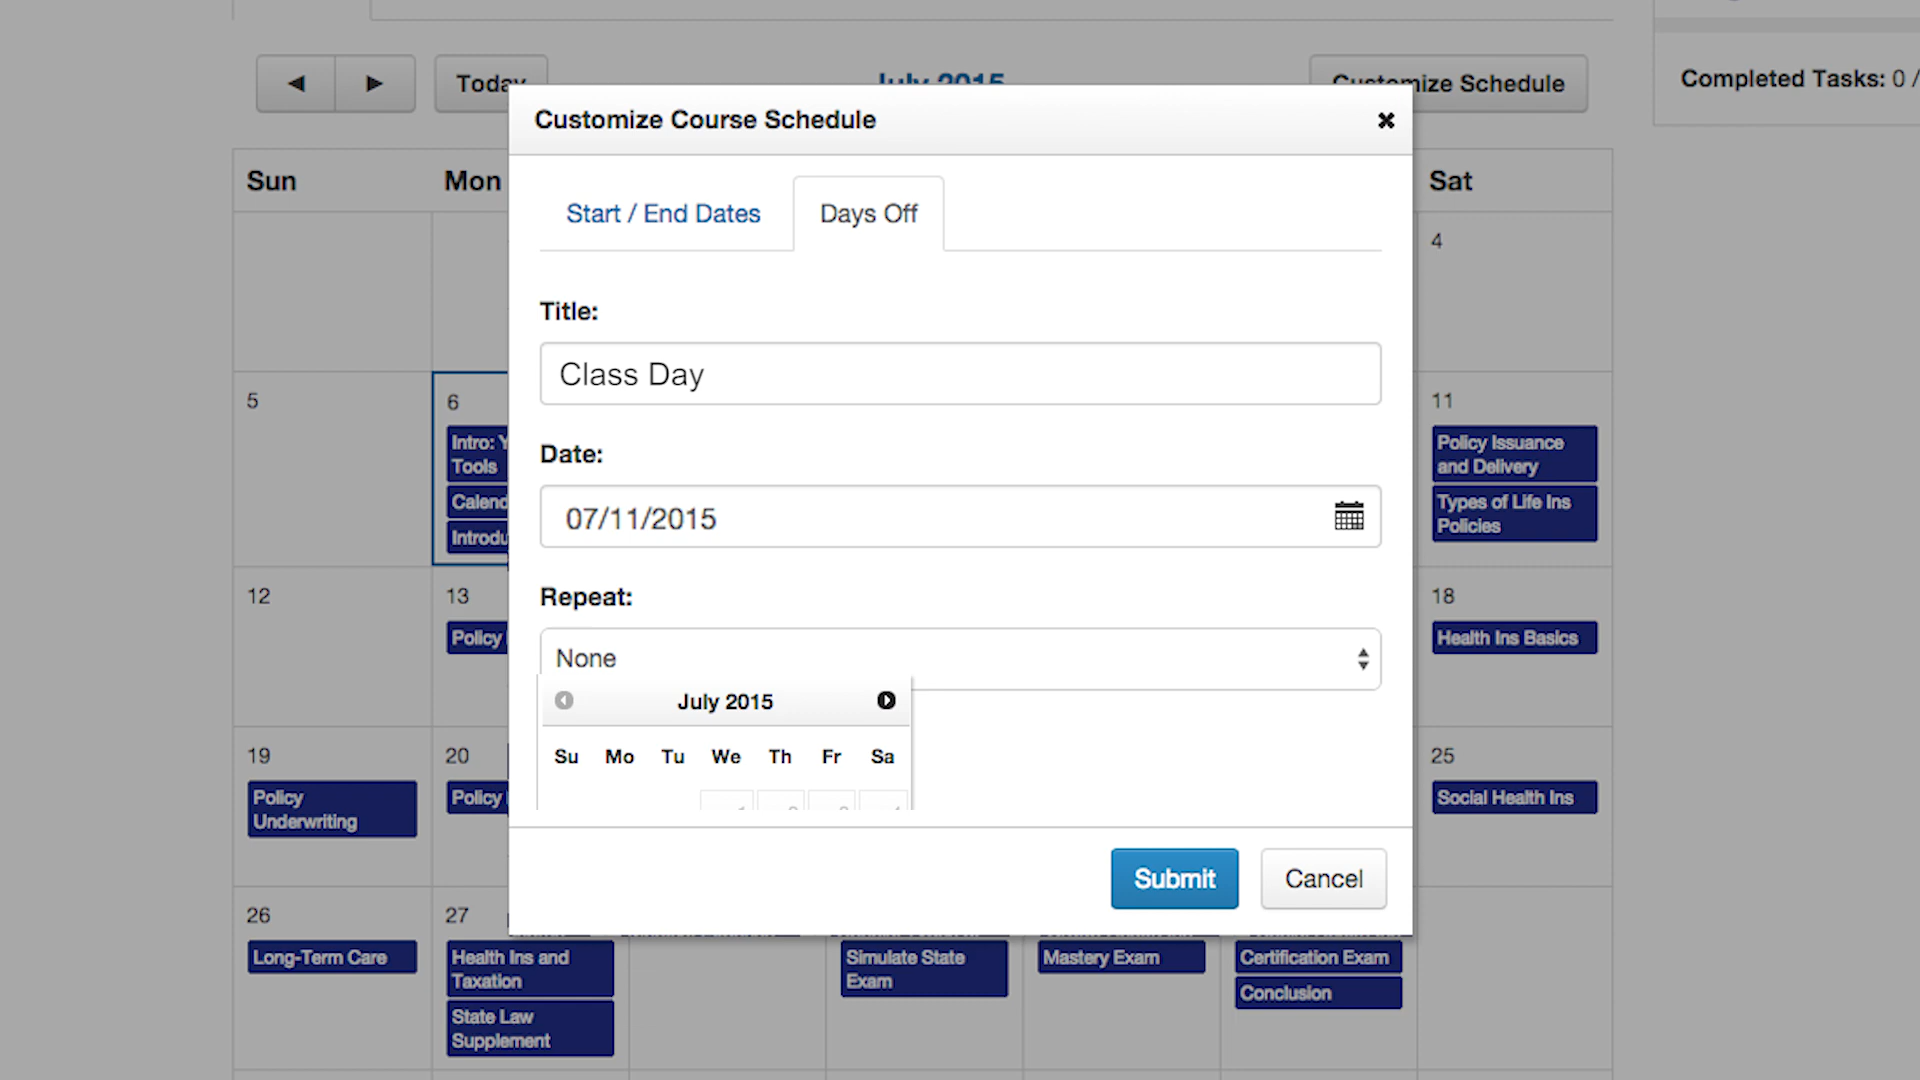 Today
July 2015
Customize Schedule
Completed Tasks: 0 /
Customize Course Schedule
Sun
Mon
Sat
Start / End Dates
Days Off
4
Title:
Class Day
5
6
11
Intro: Y
Tools
Calend
Introdu
Policy Issuance
and Delivery
Types of Life Ins
Policies
Date:
07/11/2015
Repeat:
None
12
13
18
Policy
Health Ins Basics
July 2015
Su Mo Tu We Th Fr Sa
19
20
25
Policy
Underwriting
Policy
Social Health Ins
Submit
Cancel
26
27
Long-Term Care
Health Ins and
Taxation
State Law
Supplement
Simulate State
Exam
Mastery Exam
Certification Exam
Conclusion